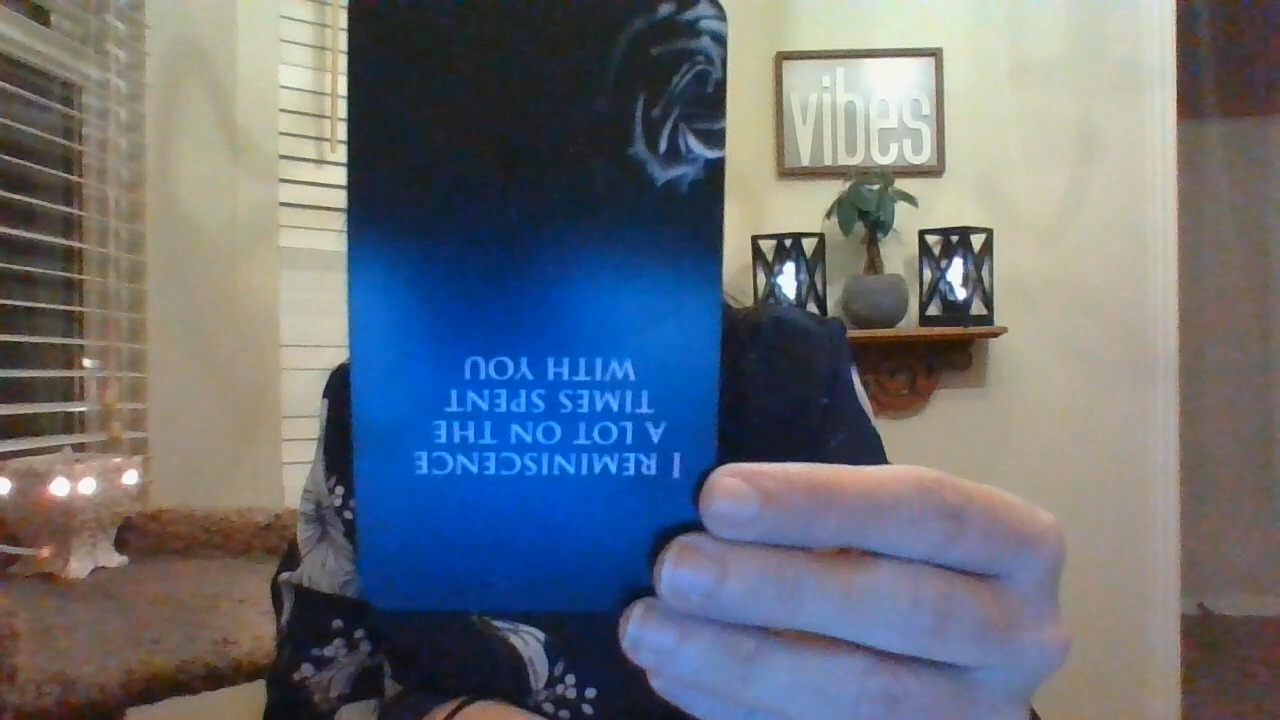 vibes
I REMINISCENCE
A LOT ON THE
TIMES SPENT
WITH YOU